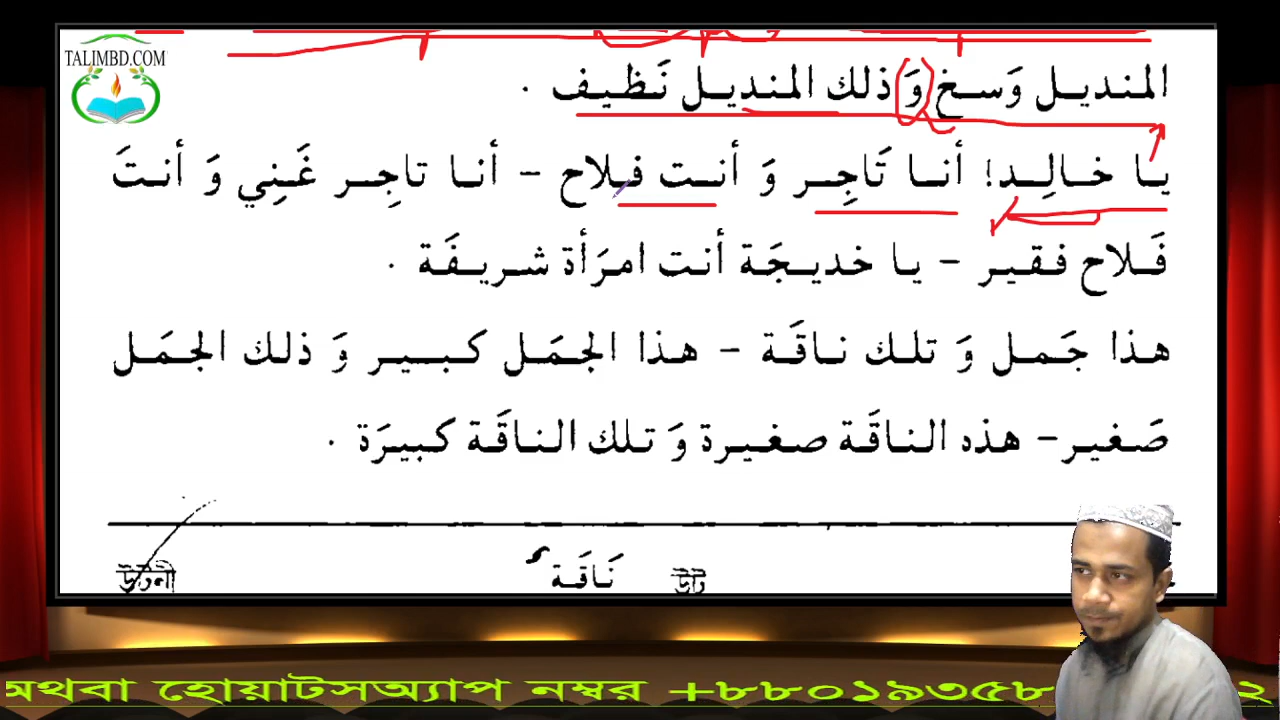 TALIMBD.COM
المنديل وَسخ وَ ذلك المنديل نَظيف .
يا خالِد! أنا تَاجِر وَ أنت فلاح – أنا تاجِر غَنِي وَ أنتَ
فَلاح فقير – يا خديجَة أنت امرَأة شريفَة .
هذا جَمل وَ تلك ناقَة – هذا الجمَل كبير وَ ذلك الجمَل
صَغير– هذه الناقَة صغيرة وَ تلك الناقَة كبيرَة .
نَاقَة
অথবা হোয়াটসঅ্যাপ নম্বর +৮৮০১৯৩৫৮